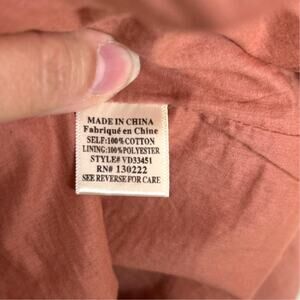 MADE IN CHINA
Fabriqué en Chine
SELF:100%COTTON
LINING:100%POLYESTER
STYLE# VD33451
RN# 130222
SEE REVERSE FOR CARE